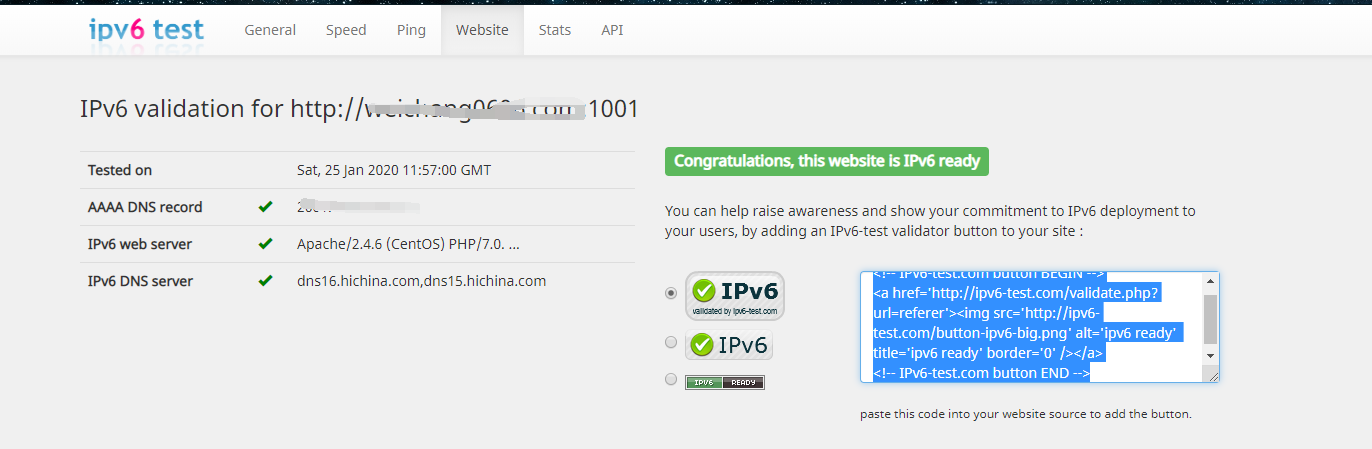 ipv6 test
General
Speed
Ping
Website
Stats
API
IPv6 validation for http:// 1001
Tested on
Sat, 25 Jan 2020 11:57:00 GMT
AAAA DNS record
IPv6 web server
Apache/2.4.6 (CentOS) PHP/7.0. ...
IPv6 DNS server
dns16.hichina.com,dns15.hichina.com
Congratulations, this website is IPv6 ready
You can help raise awareness and show your commitment to IPv6 deployment to
your users, by adding an IPv6-test validator button to your site :
IPv6
validated by ipv6-test.com
IPv6
IPV6 READY
<!-- IPv6-test.com button BEGIN -->
<a href='http://ipv6-test.com/validate.php?
url=referer'><img src='http://ipv6-
test.com/button-ipv6-big.png' alt='ipv6 ready'
title='ipv6 ready' border='0' /></a>
<!-- IPv6-test.com button END -->
paste this code into your website source to add the button.